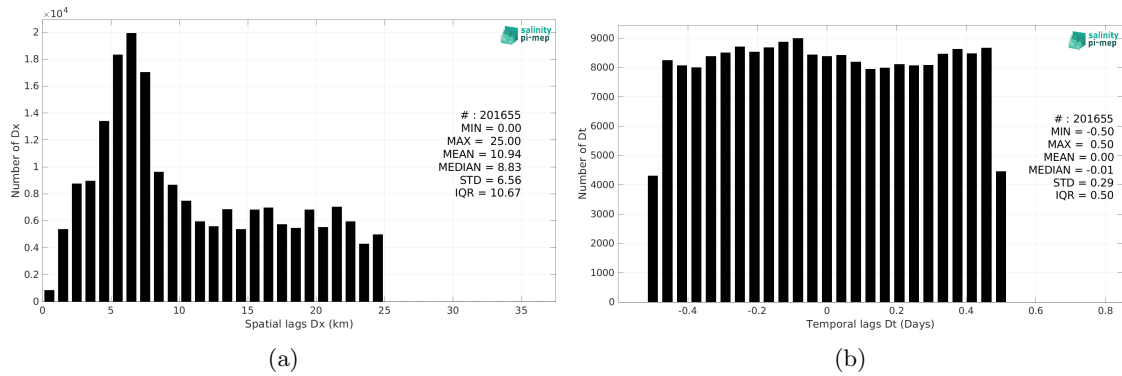 ×10⁴
2
1.8
1.6
1.4
1.2
1
0.8
0.6
0.4
0.2
0
Number of Dx
0 5 10 15 20 25 30 35
Spatial lags Dx (km)
salinity
pi-mep
# : 201655
MIN = 0.00
MAX = 25.00
MEAN = 10.94
MEDIAN = 8.83
STD = 6.56
IQR = 10.67
(a)
9000
8000
7000
6000
5000
4000
3000
2000
1000
0
Number of Dt
-0.4 -0.2 0 0.2 0.4 0.6 0.8
Temporal lags Dt (Days)
salinity
pi-mep
# : 201655
MIN = -0.50
MAX = 0.50
MEAN = 0.00
MEDIAN = -0.01
STD = 0.29
IQR = 0.50
(b)